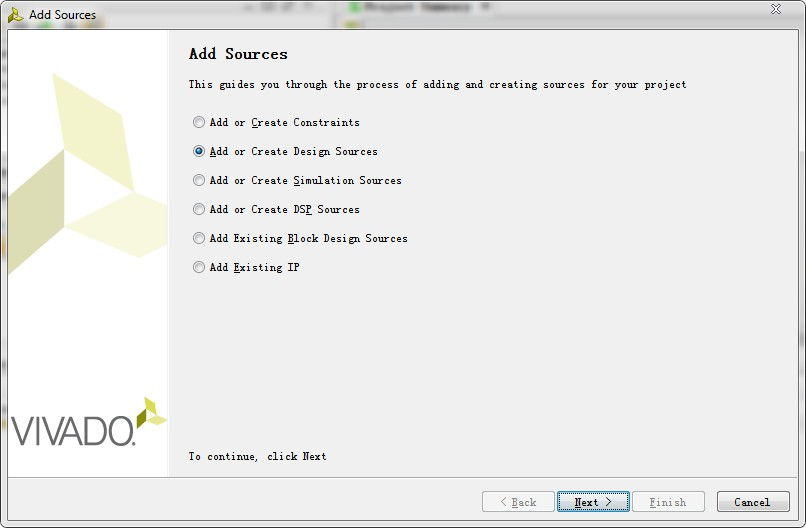 Add Sources
Project Summary
Add Sources
This guides you through the process of adding and creating sources for your project
Add or Create Constraints
Add or Create Design Sources
Add or Create Simulation Sources
Add or Create DSP Sources
Add Existing Block Design Sources
Add Existing IP
VIVADO.
To continue, click Next
< Back
Next >
Finish
Cancel